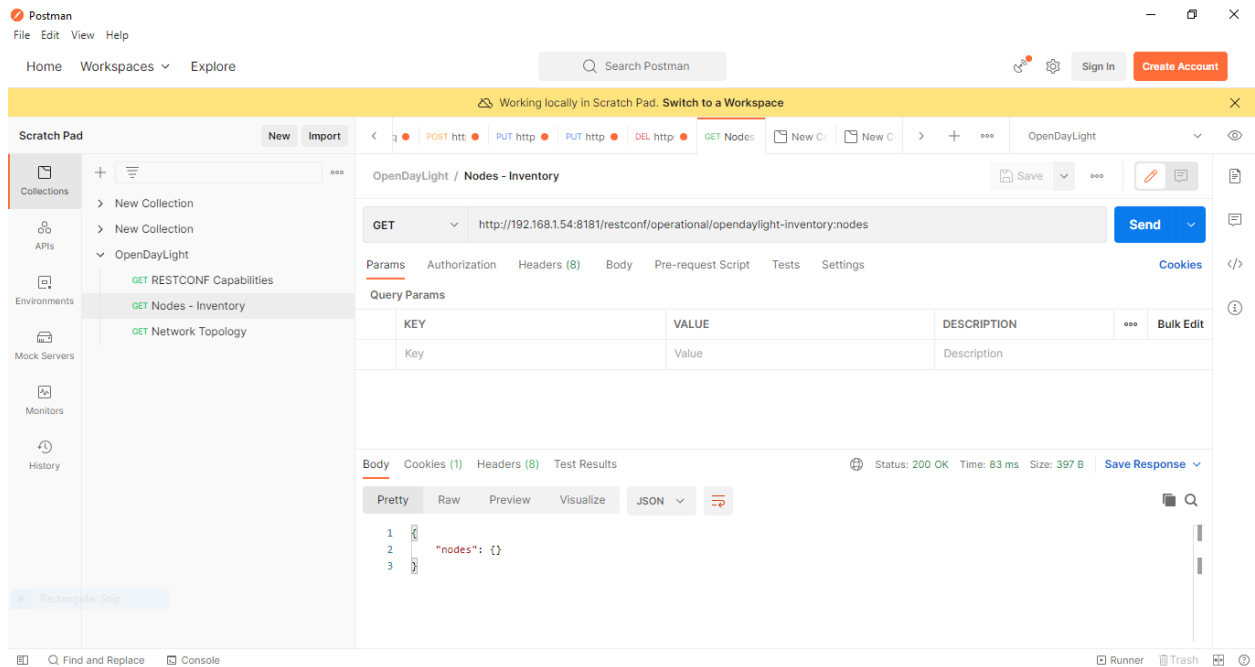 Postman
File Edit View Help
Home Workspaces Explore Search Postman Sign In Create Account
Working locally in Scratch Pad. Switch to a Workspace
Scratch Pad New Import
POST htt PUT http PUT http DEL http GET Nodes New C New C OpenDayLight
Collections
APIs
Environments
Mock Servers
Monitors
History
New Collection
New Collection
OpenDayLight
GET RESTCONF Capabilities
GET Nodes - Inventory
GET Network Topology
OpenDayLight / Nodes - Inventory Save
GET http://192.168.1.54:8181/restconf/operational/opendaylight-inventory:nodes Send
Params Authorization Headers (8) Body Pre-request Script Tests Settings Cookies
Query Params
KEY VALUE DESCRIPTION Bulk Edit
Key Value Description
Body Cookies (1) Headers (8) Test Results Status: 200 OK Time: 83 ms Size: 397 B Save Response
Pretty Raw Preview Visualize JSON
1 {
2 "nodes": {}
3 }
Rectangular Snip
Find and Replace Console Runner Trash